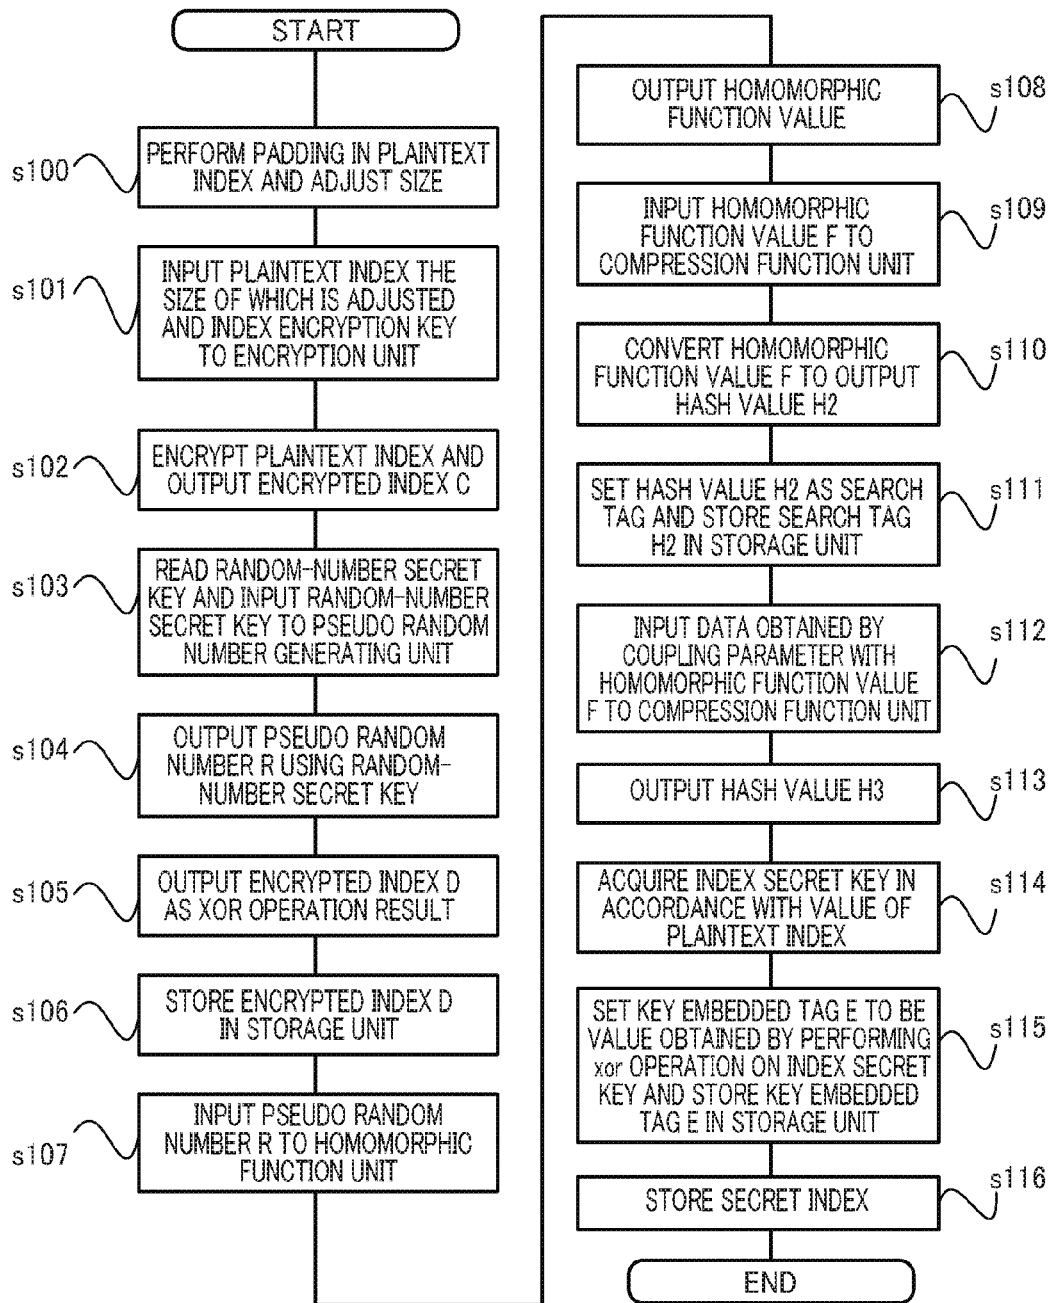 START
s100
PERFORM PADDING IN PLAINTEXT
INDEX AND ADJUST SIZE
s101
INPUT PLAINTEXT INDEX THE
SIZE OF WHICH IS ADJUSTED
AND INDEX ENCRYPTION KEY
TO ENCRYPTION UNIT
s102
ENCRYPT PLAINTEXT INDEX AND
OUTPUT ENCRYPTED INDEX C
s103
READ RANDOM-NUMBER SECRET
KEY AND INPUT RANDOM-NUMBER
SECRET KEY TO PSEUDO RANDOM
NUMBER GENERATING UNIT
s104
OUTPUT PSEUDO RANDOM
NUMBER R USING RANDOM-
NUMBER SECRET KEY
s105
OUTPUT ENCRYPTED INDEX D
AS XOR OPERATION RESULT
s106
STORE ENCRYPTED INDEX D
IN STORAGE UNIT
s107
INPUT PSEUDO RANDOM
NUMBER R TO HOMOMORPHIC
FUNCTION UNIT
s108
OUTPUT HOMOMORPHIC
FUNCTION VALUE
s109
INPUT HOMOMORPHIC
FUNCTION VALUE F TO
COMPRESSION FUNCTION UNIT
s110
CONVERT HOMOMORPHIC
FUNCTION VALUE F TO OUTPUT
HASH VALUE H2
s111
SET HASH VALUE H2 AS SEARCH
TAG AND STORE SEARCH TAG
H2 IN STORAGE UNIT
s112
INPUT DATA OBTAINED BY
COUPLING PARAMETER WITH
HOMOMORPHIC FUNCTION VALUE
F TO COMPRESSION FUNCTION UNIT
s113
OUTPUT HASH VALUE H3
s114
ACQUIRE INDEX SECRET KEY IN
ACCORDANCE WITH VALUE OF
PLAINTEXT INDEX
s115
SET KEY EMBEDDED TAG E TO BE
VALUE OBTAINED BY PERFORMING
xor OPERATION ON INDEX SECRET
KEY AND STORE KEY EMBEDDED
TAG E IN STORAGE UNIT
s116
STORE SECRET INDEX
END